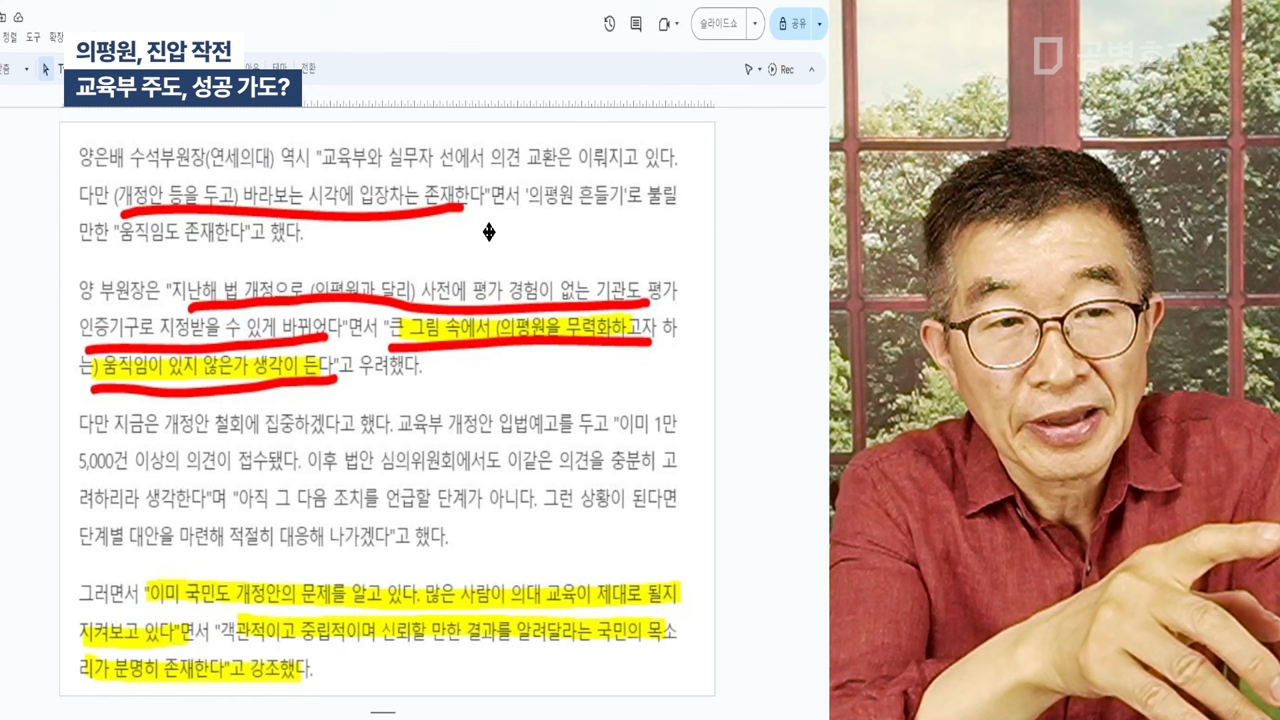 정렬 도구 확장
슬라이드쇼
공유
의평원, 진압 작전
교육부 주도, 성공 가도?
전환
Rec
공병호TV
양은배 수석부원장(연세의대) 역시 "교육부와 실무자 선에서 의견 교환은 이뤄지고 있다.
다만 (개정안 등을 두고) 바라보는 시각에 입장차는 존재한다"면서 '의평원 흔들기'로 불릴
만한 "움직임도 존재한다"고 했다.
양 부원장은 "지난해 법 개정으로 (의평원과 달리) 사전에 평가 경험이 없는 기관도 평가
인증기구로 지정받을 수 있게 바뀌었다"면서 "큰 그림 속에서 (의평원을 무력화하고자 하
는) 움직임이 있지 않은가 생각이 든다"고 우려했다.
다만 지금은 개정안 철회에 집중하겠다고 했다. 교육부 개정안 입법예고를 두고 "이미 1만
5,000건 이상의 의견이 접수됐다. 이후 법안 심의위원회에서도 이같은 의견을 충분히 고
려하리라 생각한다"며 "아직 그 다음 조치를 언급할 단계가 아니다. 그런 상황이 된다면
단계별 대안을 마련해 적절히 대응해 나가겠다"고 했다.
그러면서 "이미 국민도 개정안의 문제를 알고 있다. 많은 사람이 의대 교육이 제대로 될지
지켜보고 있다"면서 "객관적이고 중립적이며 신뢰할 만한 결과를 알려달라는 국민의 목소
리가 분명히 존재한다"고 강조했다.